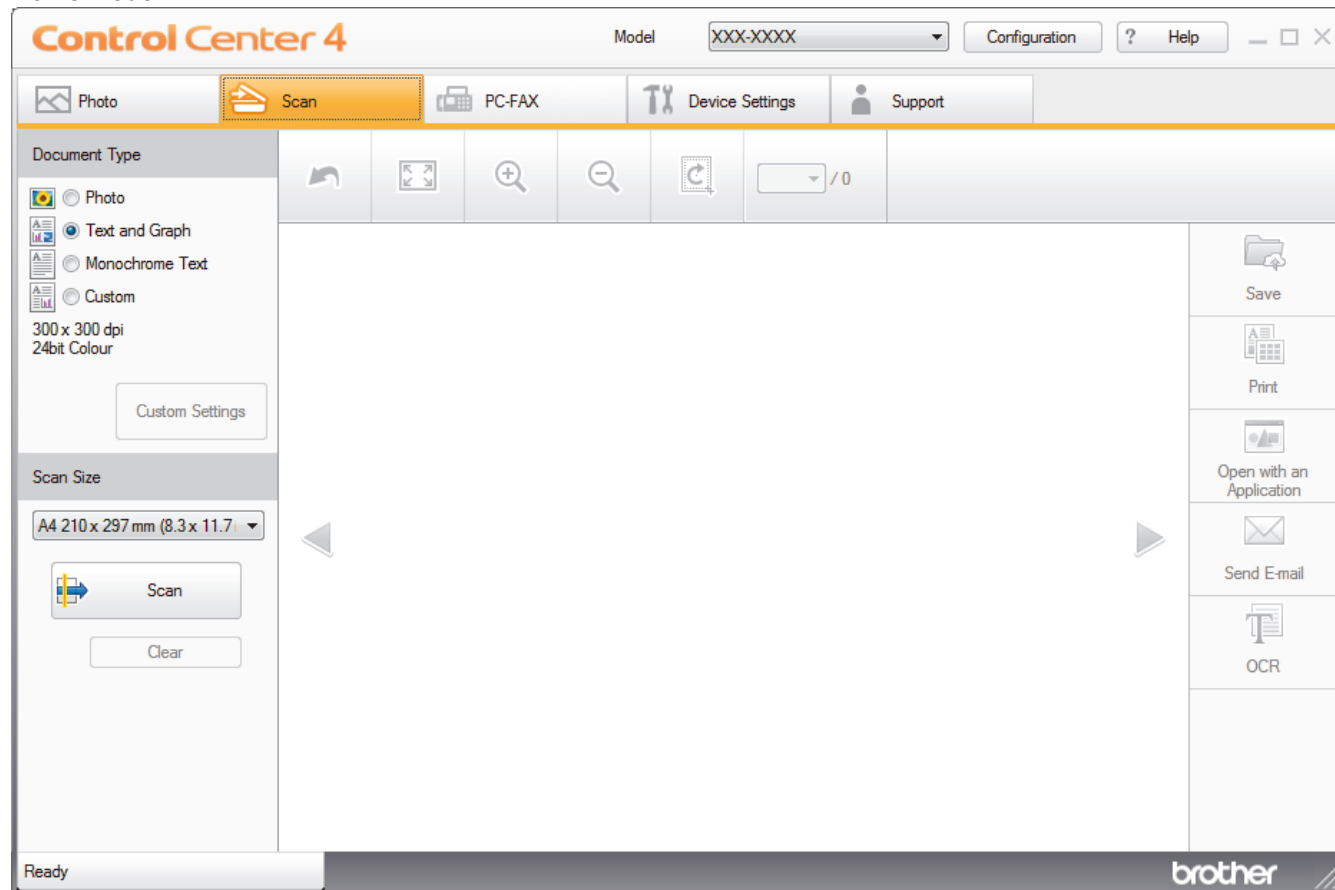 Control Center 4
Model XXX-XXXX Configuration ? Help
Photo Scan PC-FAX Device Settings Support
Document Type
Photo
Text and Graph
Monochrome Text
Custom
300 x 300 dpi
24bit Colour
Custom Settings
Scan Size
A4 210 x 297 mm (8.3 x 11.7
Scan
Clear
/ 0
Save
Print
Open with an
Application
Send E-mail
OCR
Ready
brother